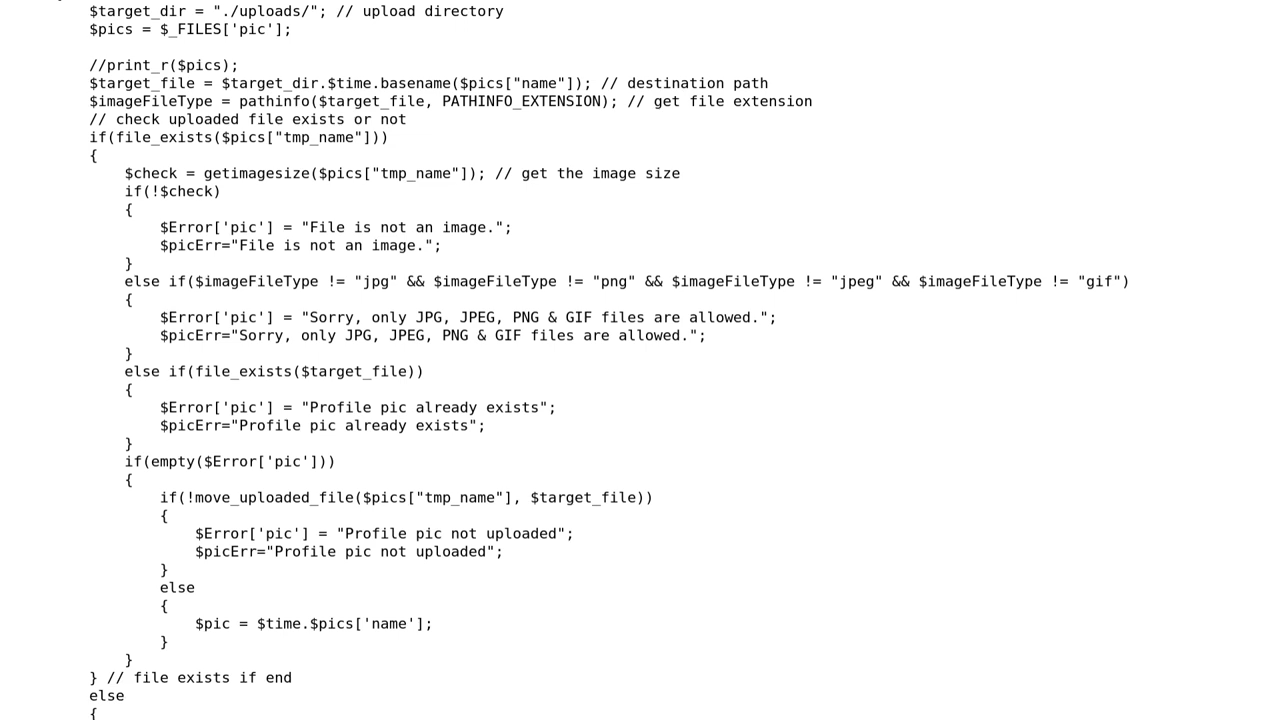 $target_dir = "./uploads/"; // upload directory
$pics = $_FILES['pic'];
//print_r($pics);
$target_file = $target_dir.$time.basename($pics["name"]); // destination path
$imageFileType = pathinfo($target_file, PATHINFO_EXTENSION); // get file extension
// check uploaded file exists or not
if(file_exists($pics["tmp_name"]))
{
$check = getimagesize($pics["tmp_name"]); // get the image size
if(!$check)
{
$Error['pic'] = "File is not an image.";
$picErr="File is not an image.";
}
else if($imageFileType != "jpg" && $imageFileType != "png" && $imageFileType != "jpeg" && $imageFileType != "gif")
{
$Error['pic'] = "Sorry, only JPG, JPEG, PNG & GIF files are allowed.";
$picErr="Sorry, only JPG, JPEG, PNG & GIF files are allowed.";
}
else if(file_exists($target_file))
{
$Error['pic'] = "Profile pic already exists";
$picErr="Profile pic already exists";
}
if(empty($Error['pic']))
{
if(!move_uploaded_file($pics["tmp_name"], $target_file))
{
$Error['pic'] = "Profile pic not uploaded";
$picErr="Profile pic not uploaded";
}
else
{
$pic = $time.$pics['name'];
}
}
} // file exists if end
else
{